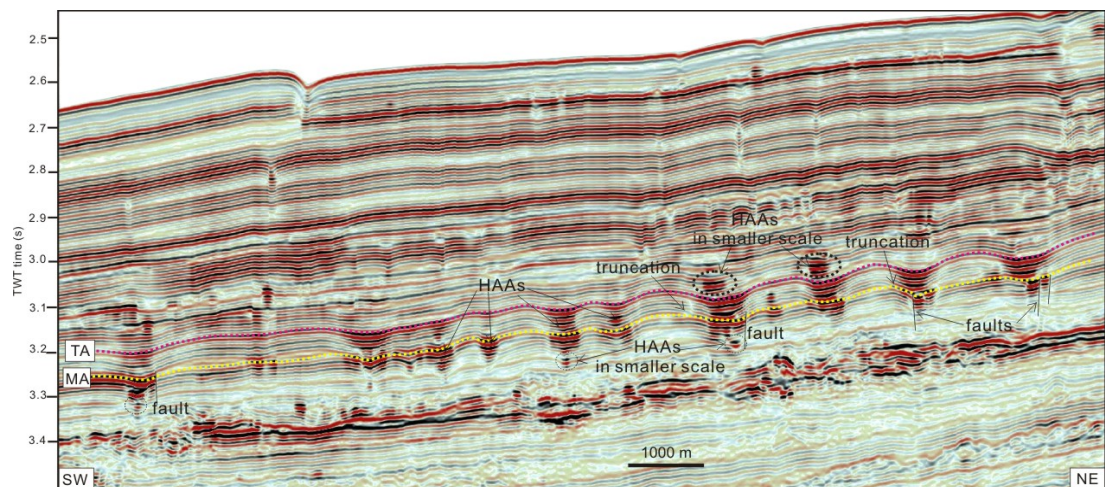 TWT time (s)
2.5
2.6
2.7
2.8
2.9
3.0
3.1
3.2
3.3
3.4
HAAs
in smaller scale
truncation
truncation
HAAs
TA
MA
fault
HAAs
in smaller scale
faults
fault
1000 m
SW
NE